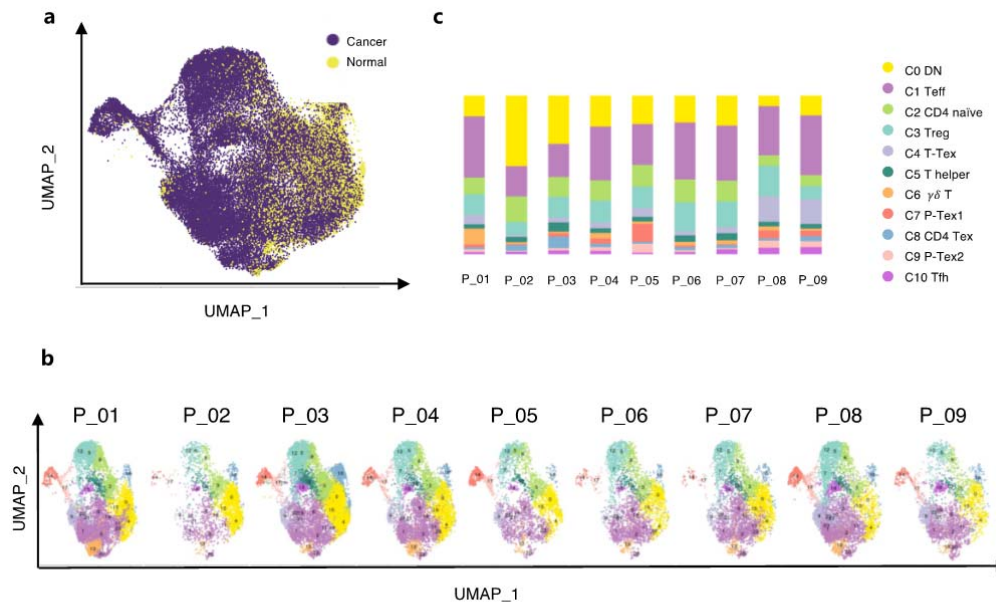 a
Cancer
Normal
UMAP_2
UMAP_1
c
P_01 P_02 P_03 P_04 P_05 P_06 P_07 P_08 P_09
C0 DN
C1 Teff
C2 CD4 naïve
C3 Treg
C4 T-Tex
C5 T helper
C6 γδ T
C7 P-Tex1
C8 CD4 Tex
C9 P-Tex2
C10 Tfh
b
P_01 P_02 P_03 P_04 P_05 P_06 P_07 P_08 P_09
UMAP_2
UMAP_1